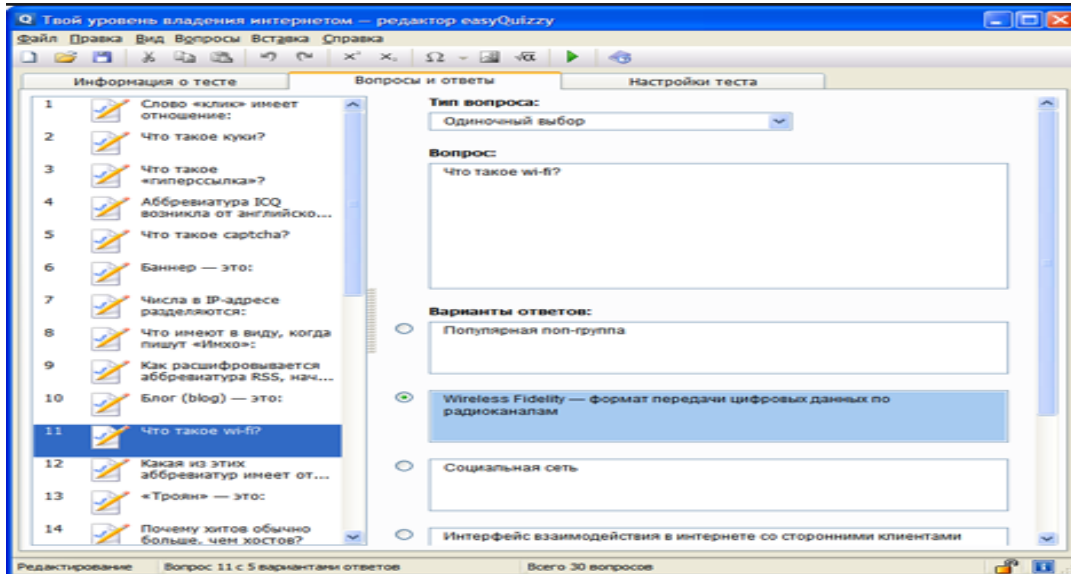 Твой уровень владения интернетом — редактор easyQuizzy
Файл Правка Вид Вопросы Вставка Справка
Информация о тесте
Вопросы и ответы
Настройки теста
1 Слово «клик» имеет
отношение:
2 Что такое куки?
3 Что такое
«гиперссылка»?
4 Аббревиатура ICQ
возникла от английско...
5 Что такое captcha?
6 Баннер — это:
7 Числа в IP-адресе
разделяются:
8 Что имеют в виду, когда
пишут «Имхо»:
9 Как расшифровывается
аббревиатура RSS, нач...
10 Блог (blog) — это:
11 Что такое wi-fi?
12 Какая из этих
аббревиатур имеет от...
13 «Троян» — это:
14 Почему хитов обычно
больше, чем хостов?
Тип вопроса:
Одиночный выбор
Вопрос:
Что такое wi-fi?
Варианты ответов:
Популярная поп-группа
Wireless Fidelity — формат передачи цифровых данных по
радиоканалам
Социальная сеть
Интерфейс взаимодействия в интернете со сторонними клиентами
Редактирование
Вопрос 11 с 5 вариантами ответов
Всего 30 вопросов